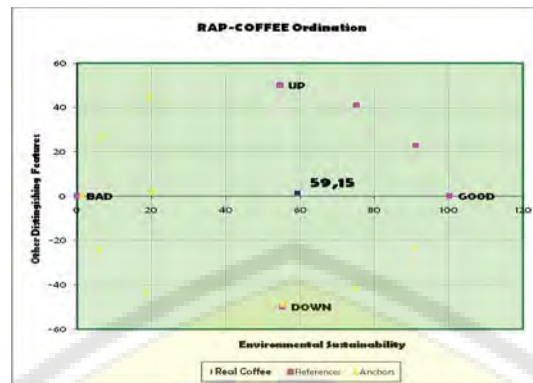 RAP-COFFEE Ordination
60
UP
40
20
59,15
0 BAD GOOD
0 20 40 60 80 100 120
-20
-40
DOWN
-60
Other Distinguishing Features
Environmental Sustainability
Real Coffee References Anchors